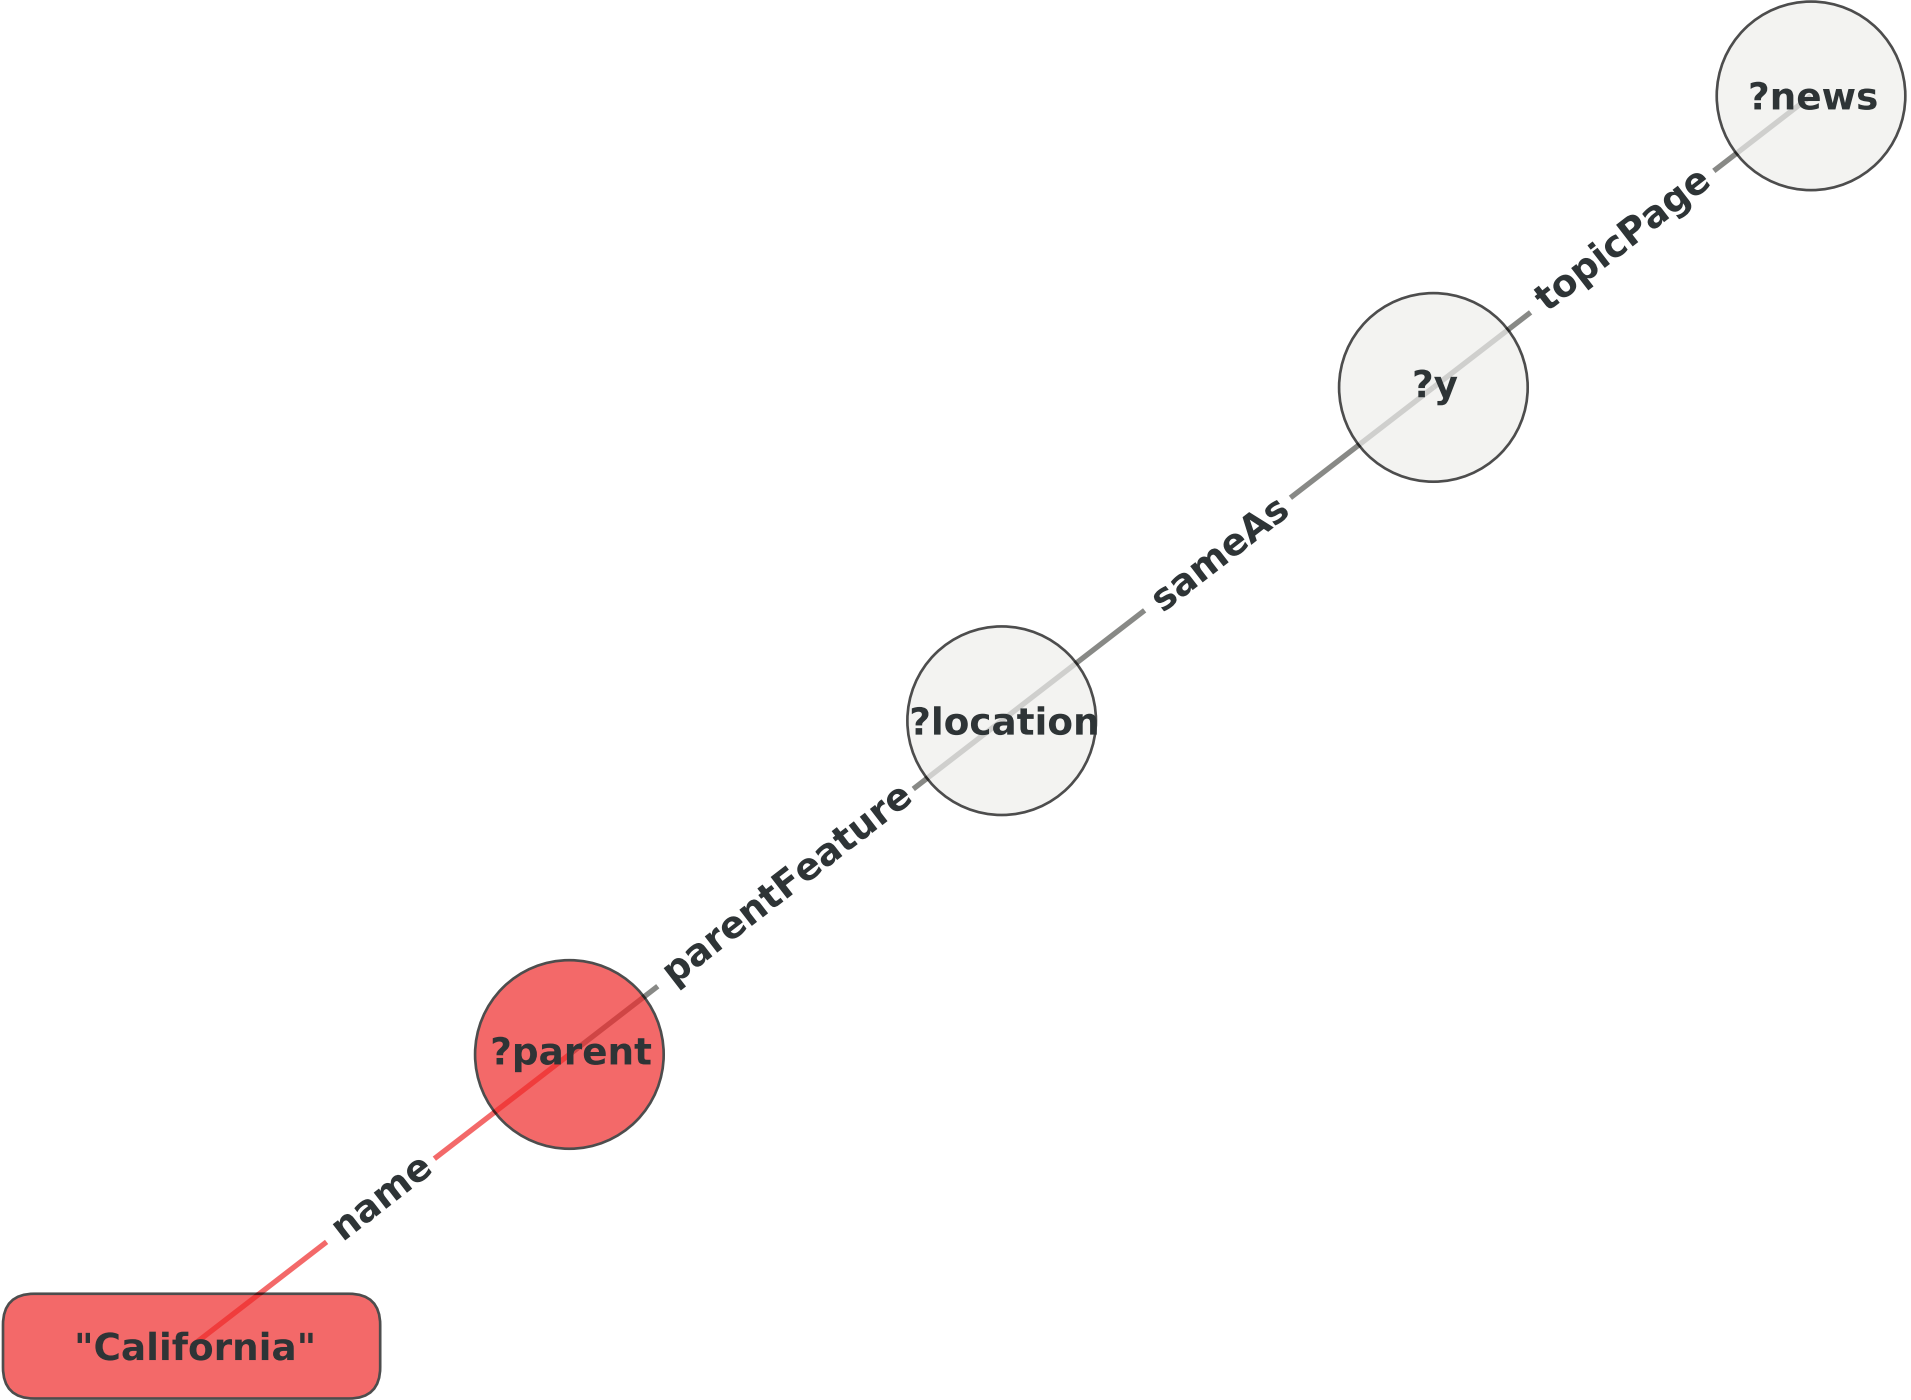 ?news
topicPage
?y
sameAs
?location
parentFeature
?parent
name
"California"